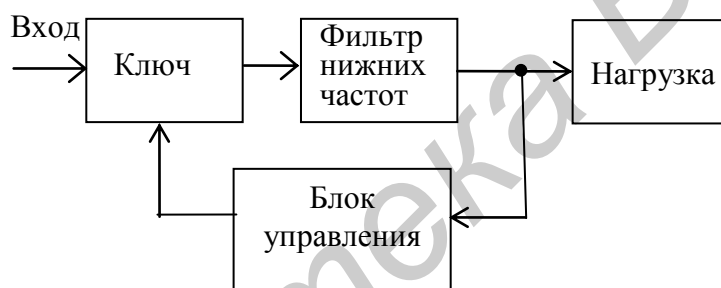 Вход
Ключ
Фильтр
нижних
частот
Нагрузка
Блок
управления